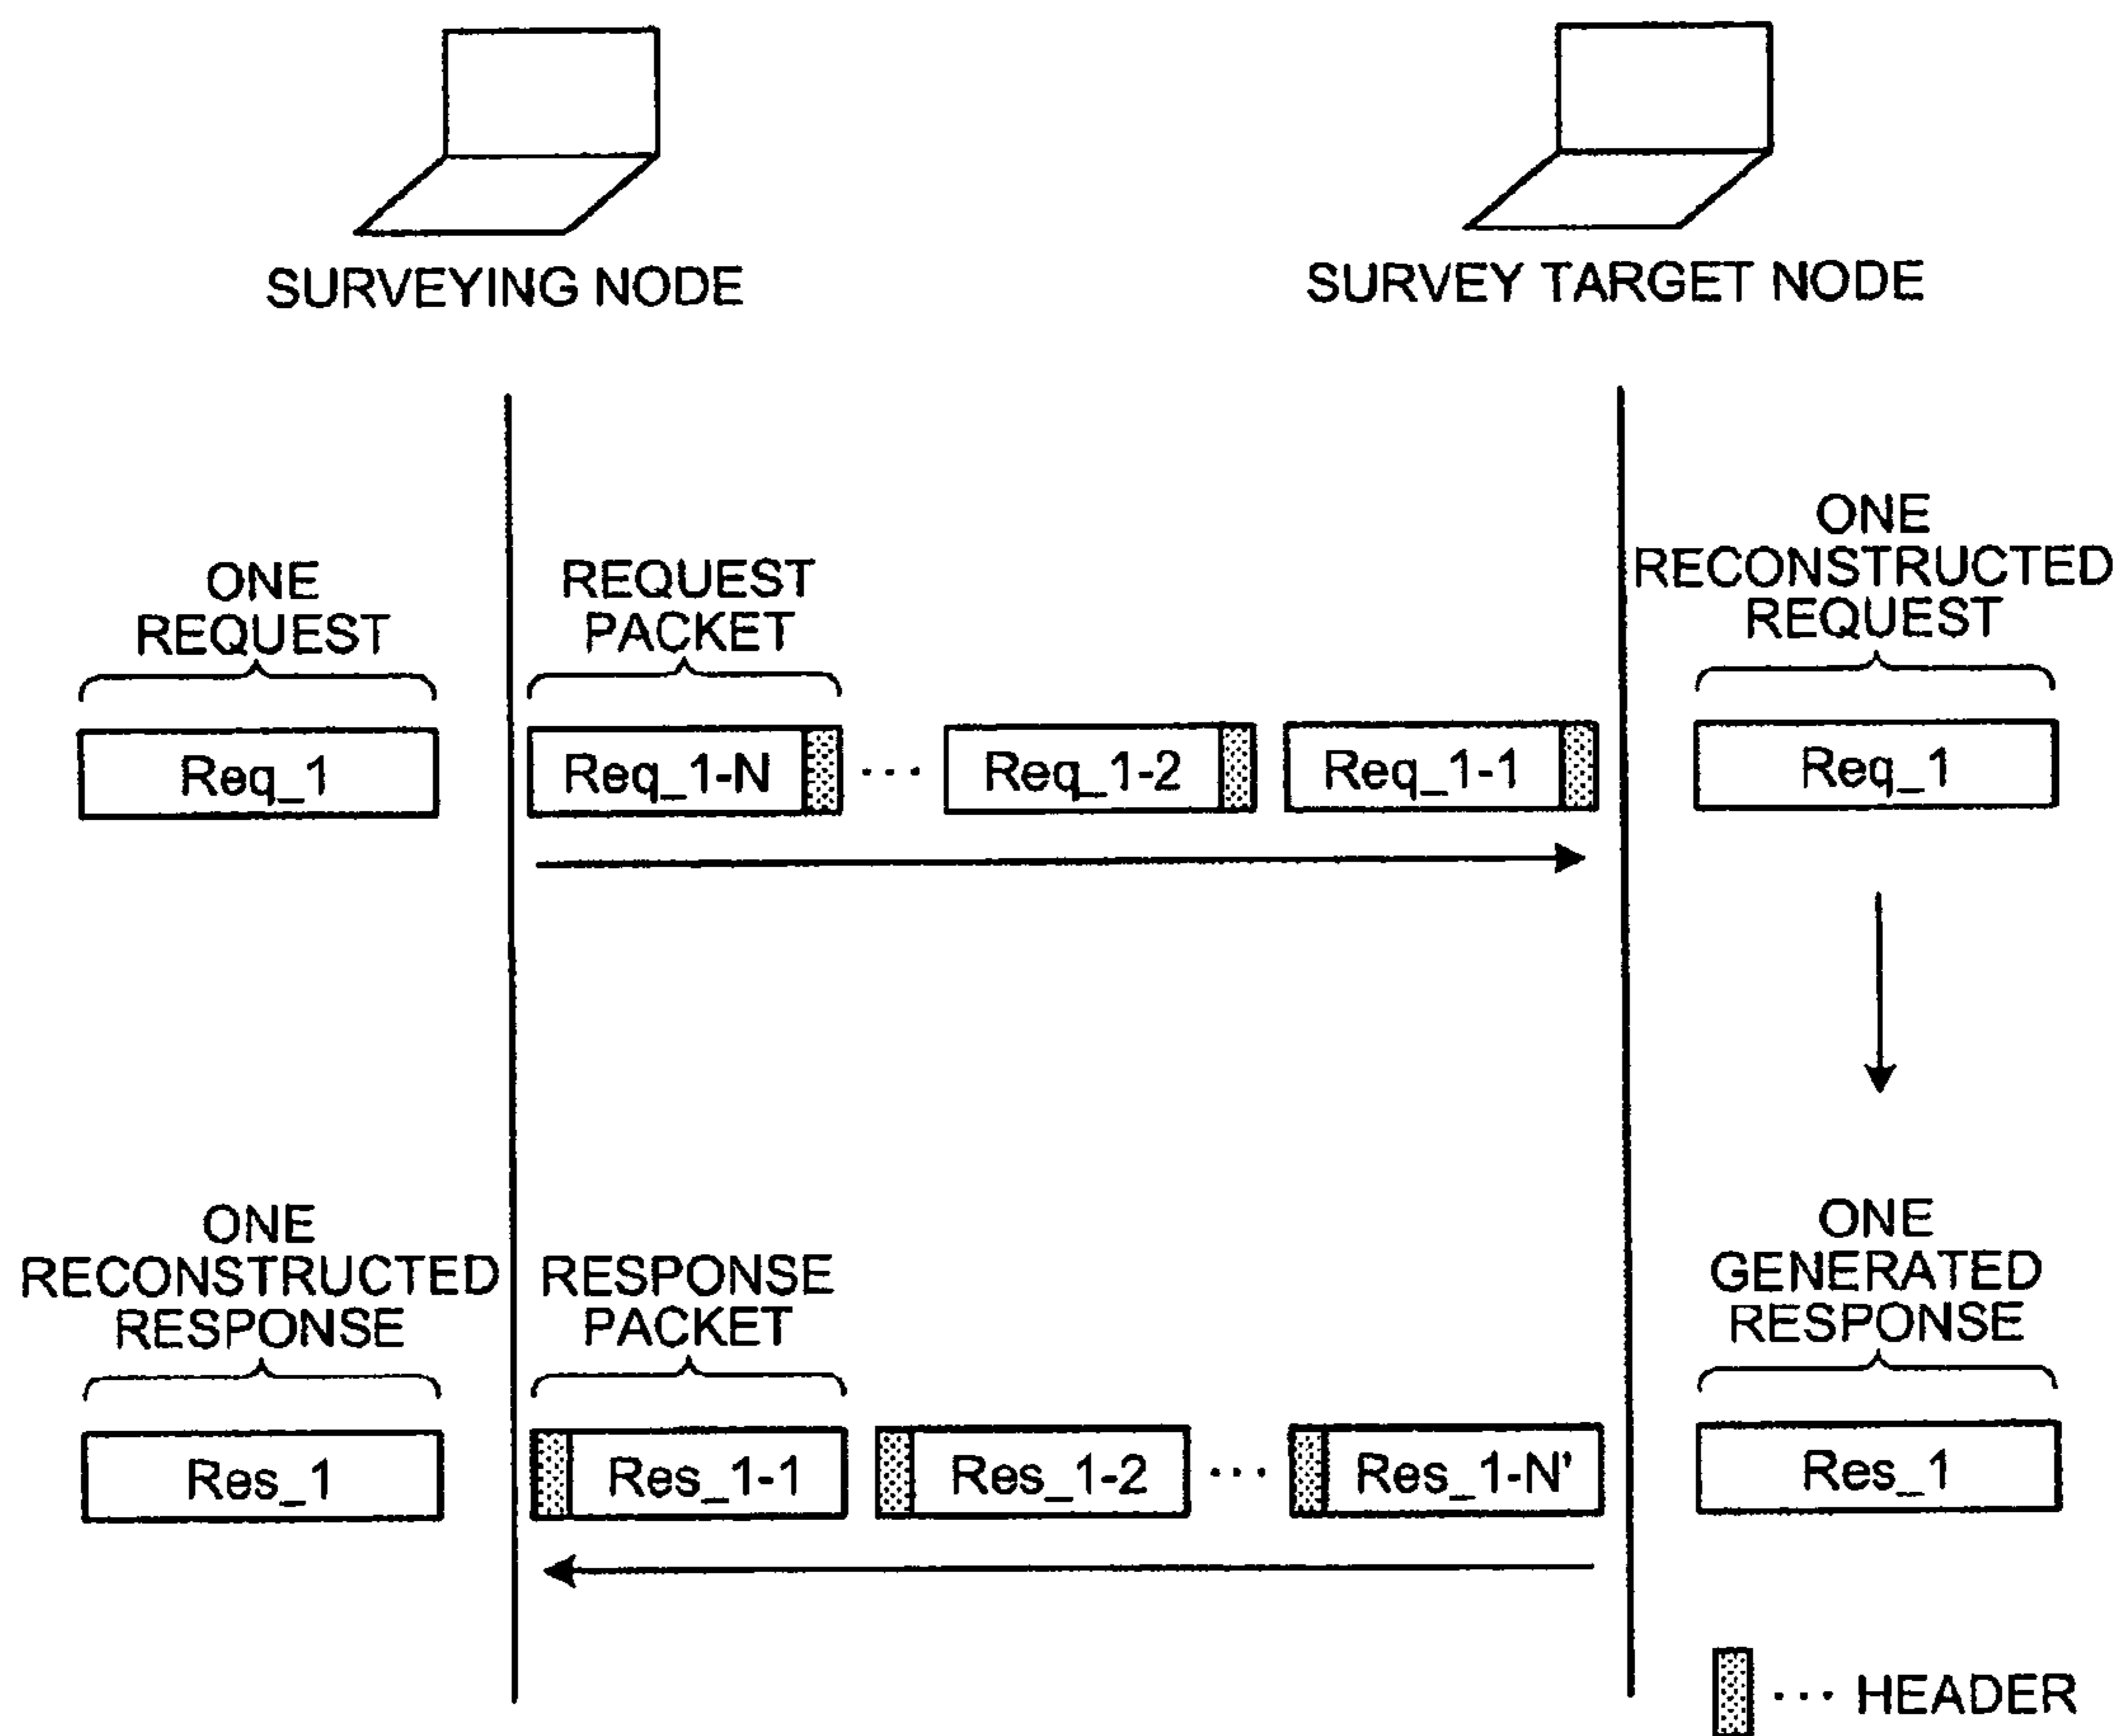 SURVEYING NODE
SURVEY TARGET NODE
ONE
REQUEST
REQUEST
PACKET
ONE
RECONSTRUCTED
REQUEST
Req_1
Req_1-N
...
Req_1-2
Req_1-1
Req_1
ONE
RECONSTRUCTED
RESPONSE
RESPONSE
PACKET
ONE
GENERATED
RESPONSE
Res_1
Res_1-1
Res_1-2
...
Res_1-N'
Res_1
... HEADER